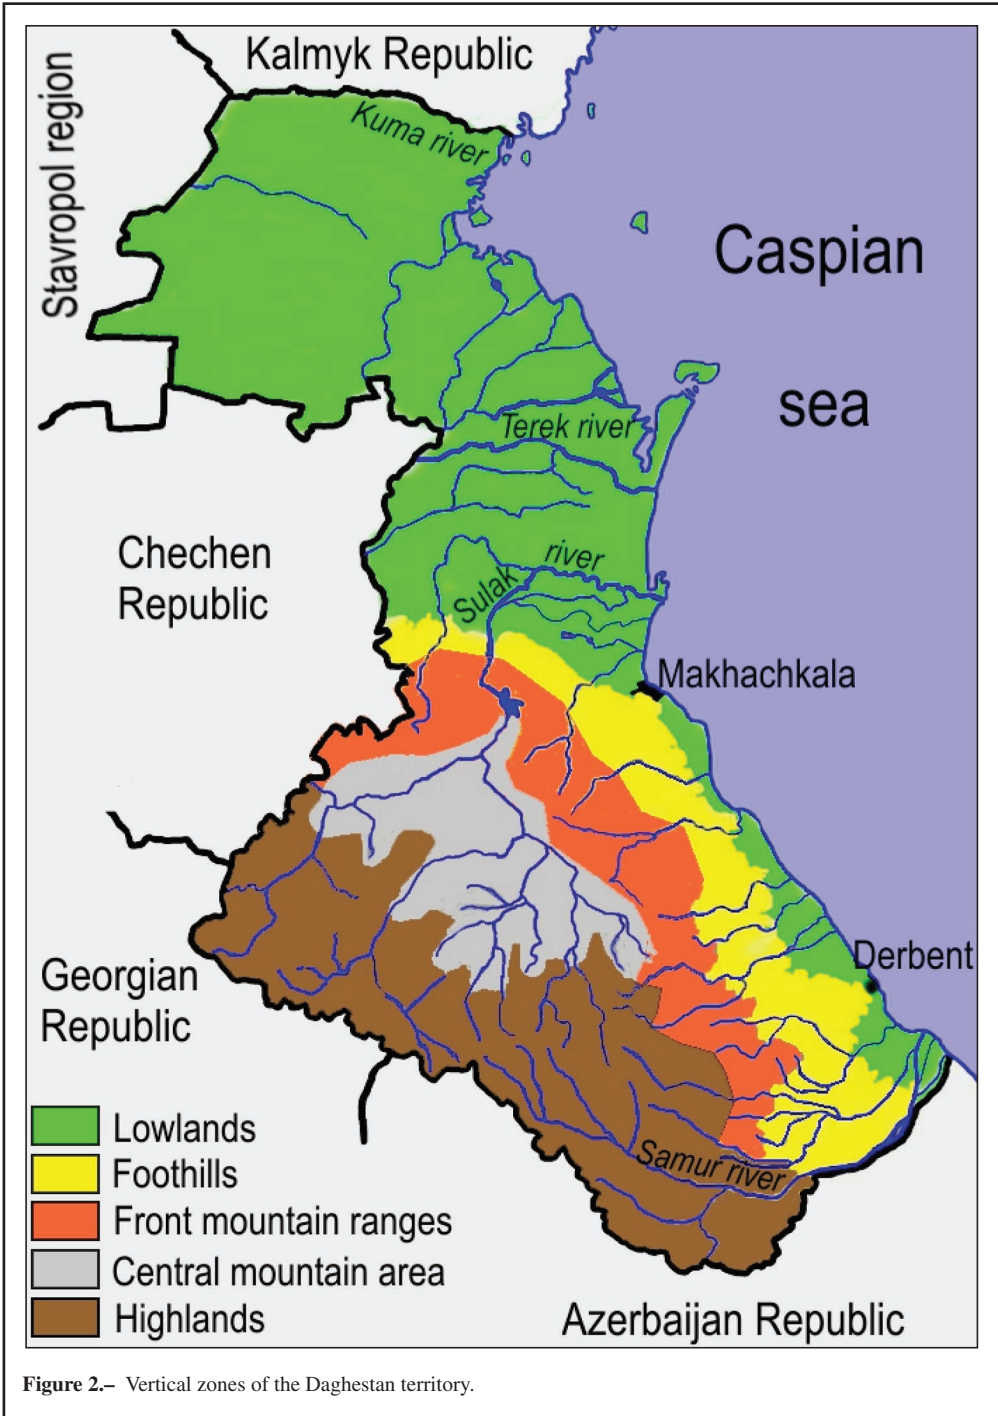 Kalmyk Republic
Stavropol region
Kuma river
Caspian
sea
Terek river
Chechen
Republic
river
Sulak
Makhachkala
Derbent
Georgian
Republic
Lowlands
Foothills
Front mountain ranges
Central mountain area
Highlands
Samur river
Azerbaijan Republic
Figure 2.– Vertical zones of the Daghestan territory.